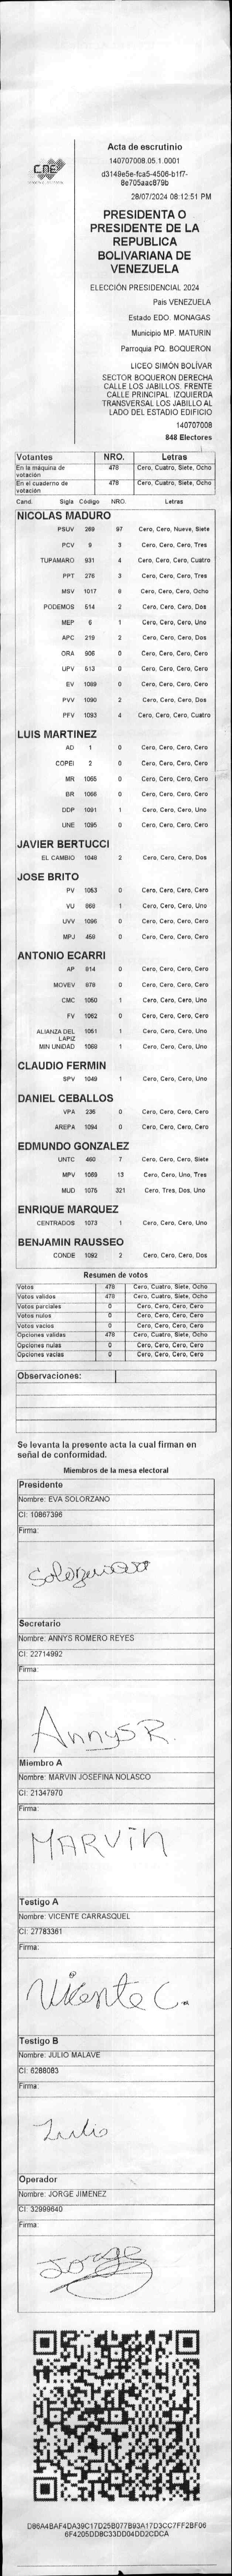 CNE
Acta de escrutinio
140707008.05.1.0001
d3149e5e-fca5-4506-b1f7-
8e705aac879b
28/07/2024 08:12:51 PM
PRESIDENTA O
PRESIDENTE DE LA
REPUBLICA
BOLIVARIANA DE
VENEZUELA
ELECCIÓN PRESIDENCIAL 2024
País VENEZUELA
Estado EDO. MONAGAS
Municipio MP. MATURIN
Parroquia PQ. BOQUERON
LICEO SIMÓN BOLÍVAR
SECTOR BOQUERON DERECHA
CALLE LOS JABILLOS. FRENTE
CALLE PRINCIPAL. IZQUIERDA
TRANSVERSAL LOS JABILLO AL
LADO DEL ESTADIO EDIFICIO
140707008
848 Electores
Votantes NRO. Letras
En la máquina de votación 478 Cero, Cuatro, Siete, Ocho
En el cuaderno de votación 478 Cero, Cuatro, Siete, Ocho
Cand. Sigla Código NRO. Letras
NICOLAS MADURO
PSUV 269 97 Cero, Cero, Nueve, Siete
PCV 9 3 Cero, Cero, Cero, Tres
TUPAMARO 931 4 Cero, Cero, Cero, Cuatro
PPT 276 3 Cero, Cero, Cero, Tres
MSV 1017 8 Cero, Cero, Cero, Ocho
PODEMOS 514 2 Cero, Cero, Cero, Dos
MEP 6 1 Cero, Cero, Cero, Uno
APC 219 2 Cero, Cero, Cero, Dos
ORA 906 0 Cero, Cero, Cero, Cero
UPV 513 0 Cero, Cero, Cero, Cero
EV 1089 0 Cero, Cero, Cero, Cero
PVV 1090 2 Cero, Cero, Cero, Dos
PFV 1093 4 Cero, Cero, Cero, Cuatro
LUIS MARTINEZ
AD 1 0 Cero, Cero, Cero, Cero
COPEI 2 0 Cero, Cero, Cero, Cero
MR 1065 0 Cero, Cero, Cero, Cero
BR 1066 0 Cero, Cero, Cero, Cero
DDP 1091 1 Cero, Cero, Cero, Uno
UNE 1095 0 Cero, Cero, Cero, Cero
JAVIER BERTUCCI
EL CAMBIO 1048 2 Cero, Cero, Cero, Dos
JOSE BRITO
PV 1053 0 Cero, Cero, Cero, Cero
VU 868 1 Cero, Cero, Cero, Uno
UVV 1096 0 Cero, Cero, Cero, Cero
MPJ 458 0 Cero, Cero, Cero, Cero
ANTONIO ECARRI
AP 814 0 Cero, Cero, Cero, Cero
MOVEV 878 0 Cero, Cero, Cero, Cero
CMC 1050 1 Cero, Cero, Cero, Uno
FV 1062 0 Cero, Cero, Cero, Cero
ALIANZA DEL LAPIZ 1051 1 Cero, Cero, Cero, Uno
MIN UNIDAD 1068 1 Cero, Cero, Cero, Uno
CLAUDIO FERMIN
SPV 1049 1 Cero, Cero, Cero, Uno
DANIEL CEBALLOS
VPA 236 0 Cero, Cero, Cero, Cero
AREPA 1094 0 Cero, Cero, Cero, Cero
EDMUNDO GONZALEZ
UNTC 460 7 Cero, Cero, Cero, Siete
MPV 1069 13 Cero, Cero, Uno, Tres
MUD 1075 321 Cero, Tres, Dos, Uno
ENRIQUE MARQUEZ
CENTRADOS 1073 1 Cero, Cero, Cero, Uno
BENJAMIN RAUSSEO
CONDE 1092 2 Cero, Cero, Cero, Dos
Resumen de votos
Votos 478 Cero, Cuatro, Siete, Ocho
Votos validos 478 Cero, Cuatro, Siete, Ocho
Votos parciales 0 Cero, Cero, Cero, Cero
Votos nulos 0 Cero, Cero, Cero, Cero
Votos vacios 0 Cero, Cero, Cero, Cero
Opciones validas 478 Cero, Cuatro, Siete, Ocho
Opciones nulas 0 Cero, Cero, Cero, Cero
Opciones vacias 0 Cero, Cero, Cero, Cero
Observaciones:
Se levanta la presente acta la cual firman en
señal de conformidad.
Miembros de la mesa electoral
Presidente
Nombre: EVA SOLORZANO
CI: 10867396
Firma:
Secretario
Nombre: ANNYS ROMERO REYES
CI: 22714992
Firma:
AnnysR.
Miembro A
Nombre: MARVIN JOSEFINA NOLASCO
CI: 21347970
Firma:
MARVin
Testigo A
Nombre: VICENTE CARRASQUEL
CI: 27783361
Firma:
Vicente C.
Testigo B
Nombre: JULIO MALAVE
CI: 6288083
Firma:
Julio
Operador
Nombre: JORGE JIMENEZ
CI: 32999640
Firma:
Jorge
D86A4BAF4DA39C17D25B077B93A17D3CC7FF2BF06
6F4205DD8C33DD04DD2CDCA